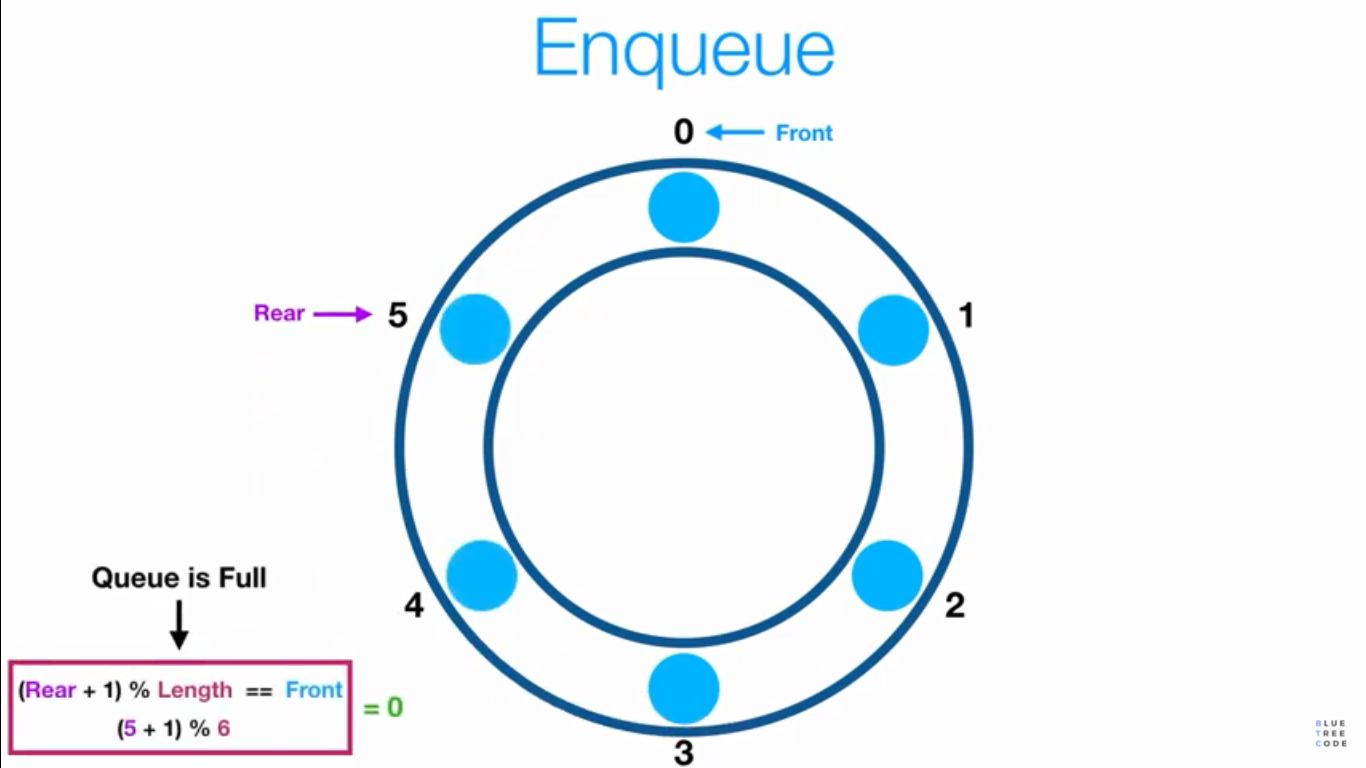 Enqueue
0 Front
Rear 5
1
4
2
3
Queue is Full
(Rear + 1) % Length == Front
(5 + 1) % 6
= 0
BLUE
TREE
CODE